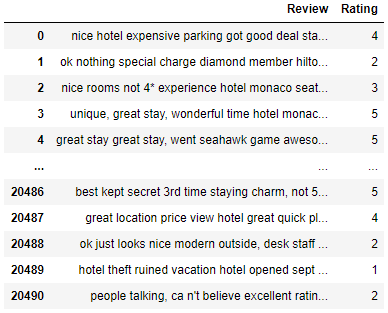 Review Rating
0 nice hotel expensive parking got good deal sta... 4
1 ok nothing special charge diamond member hilto... 2
2 nice rooms not 4* experience hotel monaco seat... 3
3 unique, great stay, wonderful time hotel monac... 5
4 great stay great stay, went seahawk game aweso... 5
... ... ...
20486 best kept secret 3rd time staying charm, not 5... 5
20487 great location price view hotel great quick pl... 4
20488 ok just looks nice modern outside, desk staff ... 2
20489 hotel theft ruined vacation hotel opened sept ... 1
20490 people talking, ca n't believe excellent ratin... 2